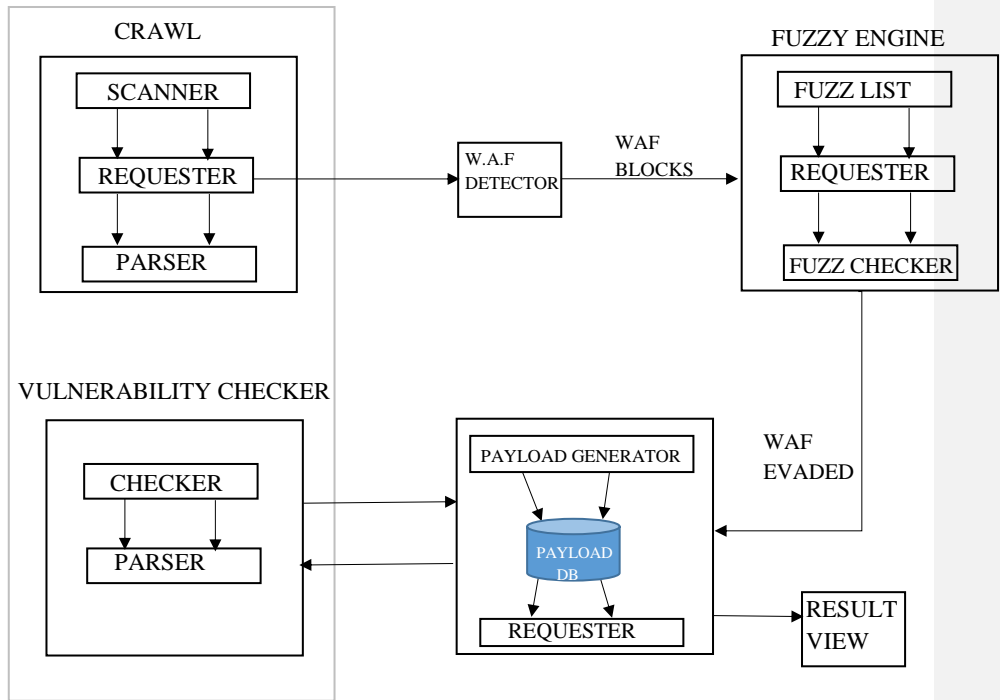 CRAWL
SCANNER
REQUESTER
PARSER
W.A.F
DETECTOR
WAF
BLOCKS
FUZZY ENGINE
FUZZ LIST
REQUESTER
FUZZ CHECKER
VULNERABILITY CHECKER
CHECKER
PARSER
PAYLOAD GENERATOR
PAYLOAD
DB
REQUESTER
WAF
EVADED
RESULT
VIEW